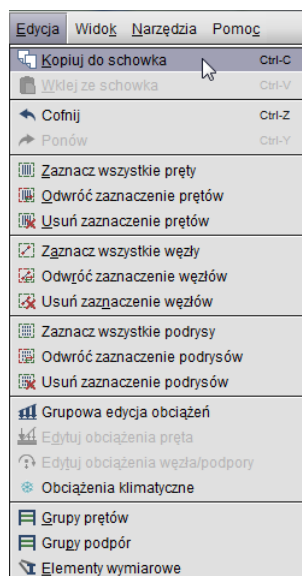 Edycja Widok Narzędzia Pomoc
Kopiuj do schowka Ctrl-C
Wklej ze schowka Ctrl-V
Cofnij Ctrl-Z
Ponów Ctrl-Y
Zaznacz wszystkie pręty
Odwróć zaznaczenie prętów
Usuń zaznaczenie prętów
Zaznacz wszystkie węzły
Odwróć zaznaczenie węzłów
Usuń zaznaczenie węzłów
Zaznacz wszystkie podrysy
Odwróć zaznaczenie podrysów
Usuń zaznaczenie podrysów
Grupowa edycja obciążeń
Edytuj obciążenia pręta
Edytuj obciążenia węzła/podpory
Obciążenia klimatyczne
Grupy prętów
Grupy podpór
Elementy wymiarowe